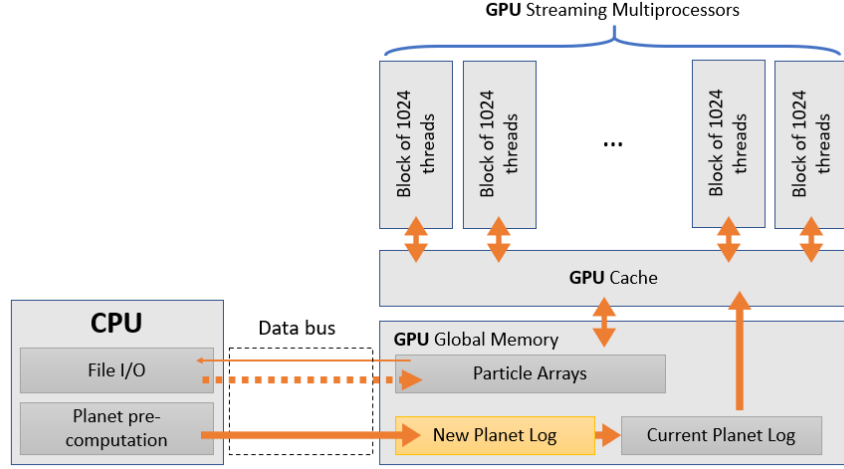 GPU Streaming Multiprocessors
Block of 1024
threads
Block of 1024
threads
...
Block of 1024
threads
Block of 1024
threads
GPU Cache
CPU
Data bus
GPU Global Memory
File I/O
Particle Arrays
Planet pre-
computation
New Planet Log
Current Planet Log